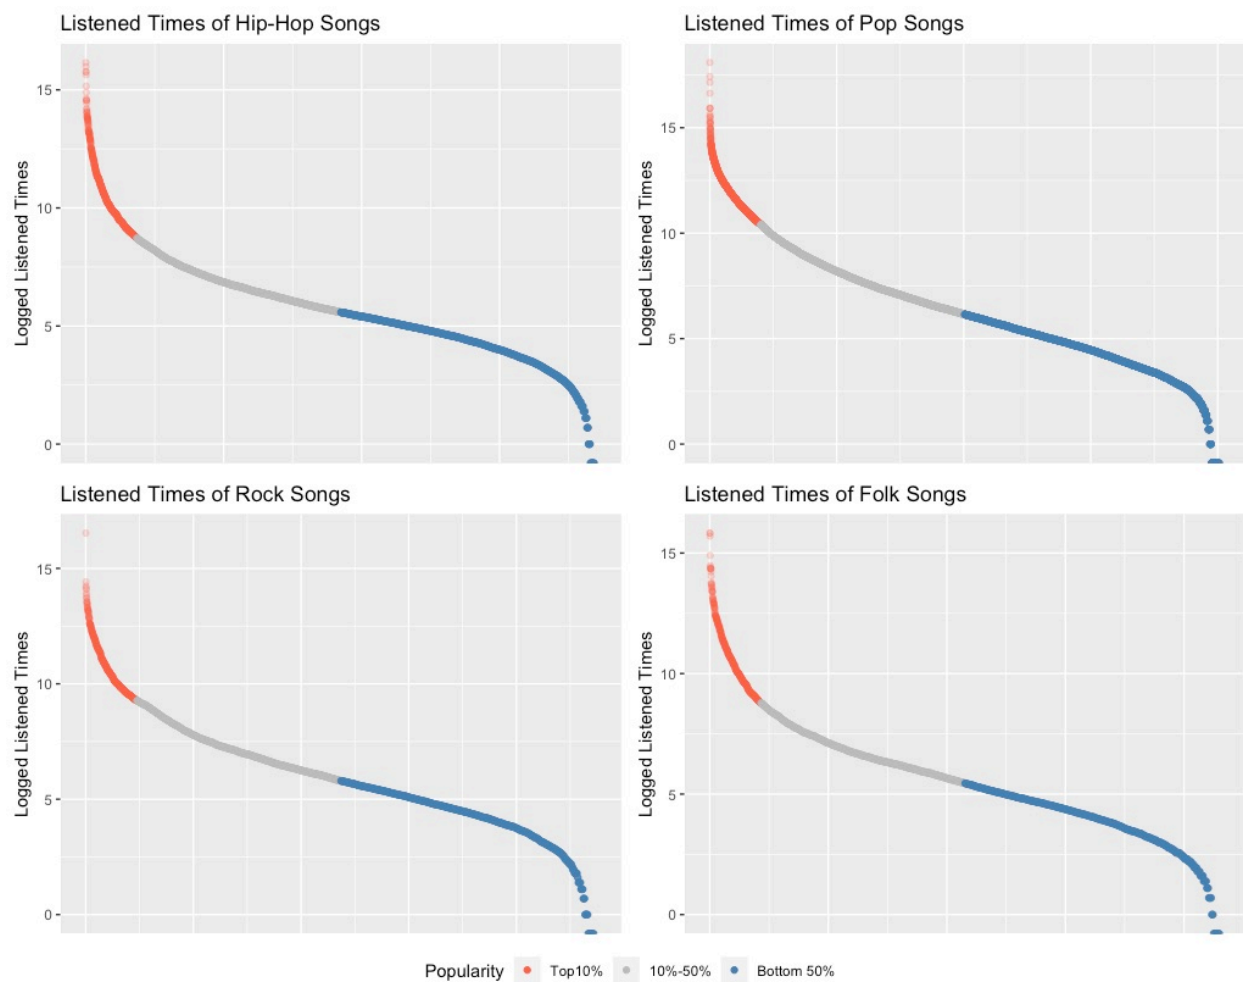 Listened Times of Hip-Hop Songs
Logged Listened Times
15
10
5
0
Listened Times of Pop Songs
Logged Listened Times
15
10
5
0
Listened Times of Rock Songs
Logged Listened Times
15
10
5
0
Listened Times of Folk Songs
Logged Listened Times
15
10
5
0
Popularity Top10% 10%-50% Bottom 50%